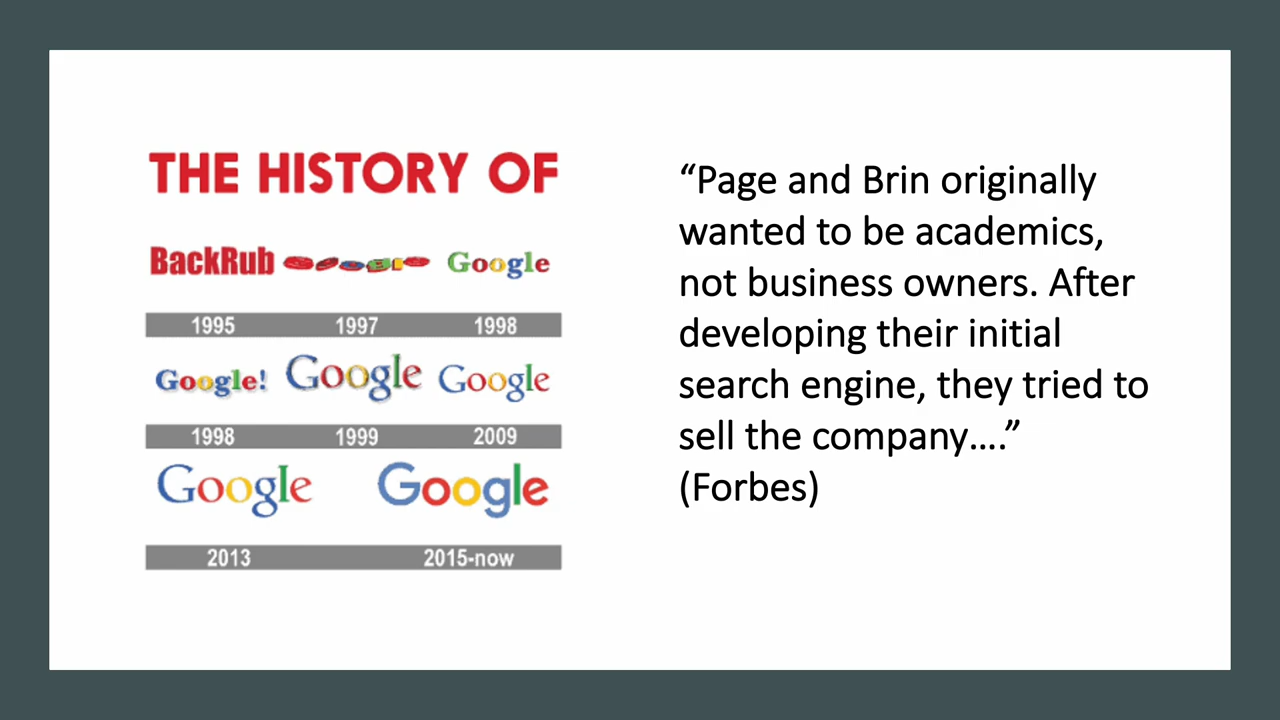 THE HISTORY OF
BackRub Google
1995 1997 1998
Google! Google Google
1998 1999 2009
Google Google
2013 2015-now
“Page and Brin originally
wanted to be academics,
not business owners. After
developing their initial
search engine, they tried to
sell the company….”
(Forbes)